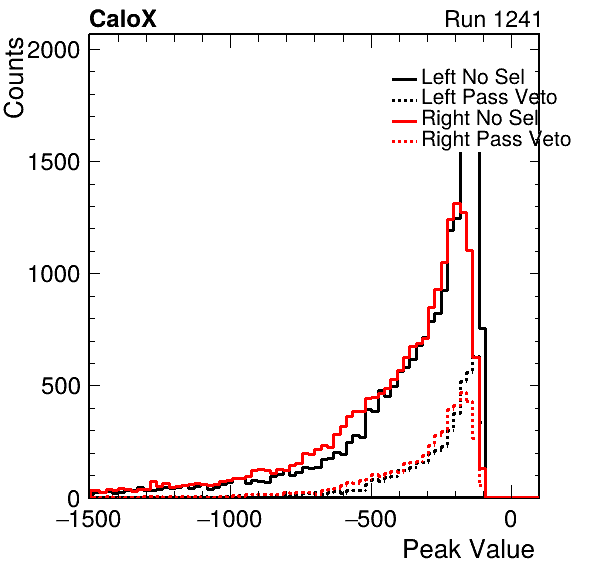 CaloX
Run 1241
Counts
2000
1500
1000
500
0
Left No Sel
Left Pass Veto
Right No Sel
Right Pass Veto
−1500
−1000
−500
0
Peak Value